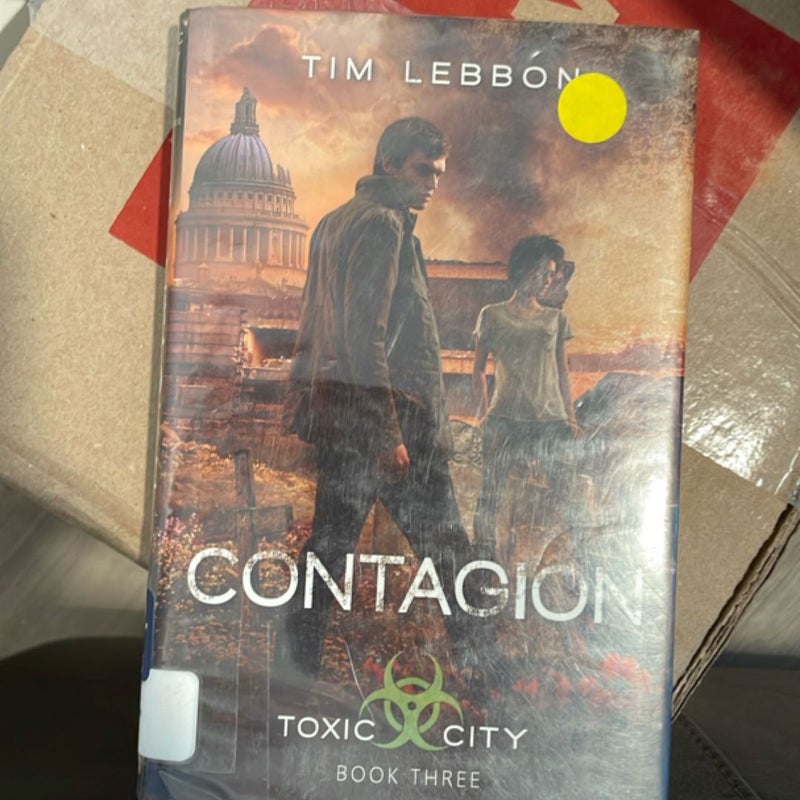 TIM LEBBON
CONTAGION
TOXIC CITY
BOOK THREE